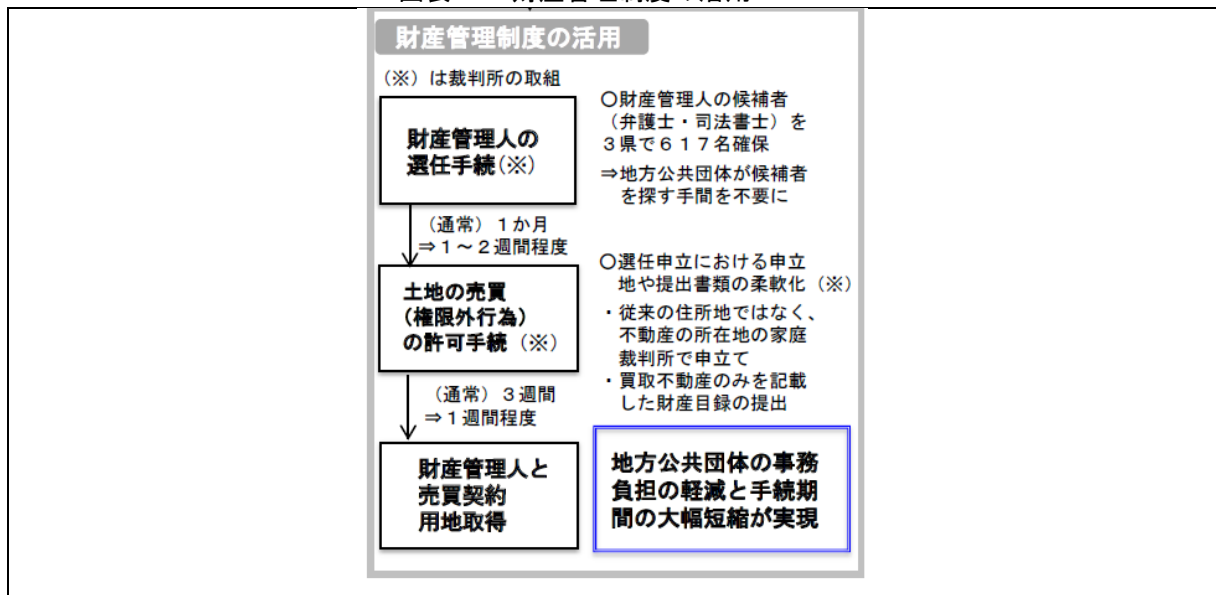 財産管理制度の活用
(※)は裁判所の取組
財産管理人の
選任手続(※)
(通常)1か月
⇒1~2週間程度
土地の売買
(権限外行為)
の許可手続(※)
(通常)3週間
⇒1週間程度
財産管理人と
売買契約
用地取得
〇財産管理人の候補者
(弁護士・司法書士)を
3県で617名確保
⇒地方公共団体が候補者
を探す手間を不要に
〇選任申立における申立
地や提出書類の柔軟化(※)
・従来の住所地ではなく、
不動産の所在地の家庭
裁判所で申立て
・買取不動産のみを記載
した財産目録の提出
地方公共団体の事務
負担の軽減と手続期
間の大幅短縮が実現